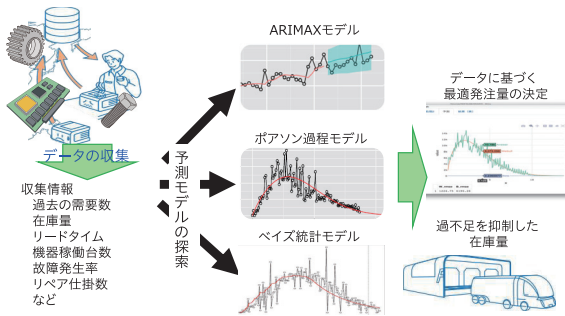 データの収集
収集情報
過去の需要数
在庫量
リードタイム
機器稼働台数
故障発生率
リペア仕掛数
など
予測モデルの探索
ARIMAXモデル
ポアソン過程モデル
ベイズ統計モデル
データに基づく
最適発注量の決定
過不足を抑制した
在庫量